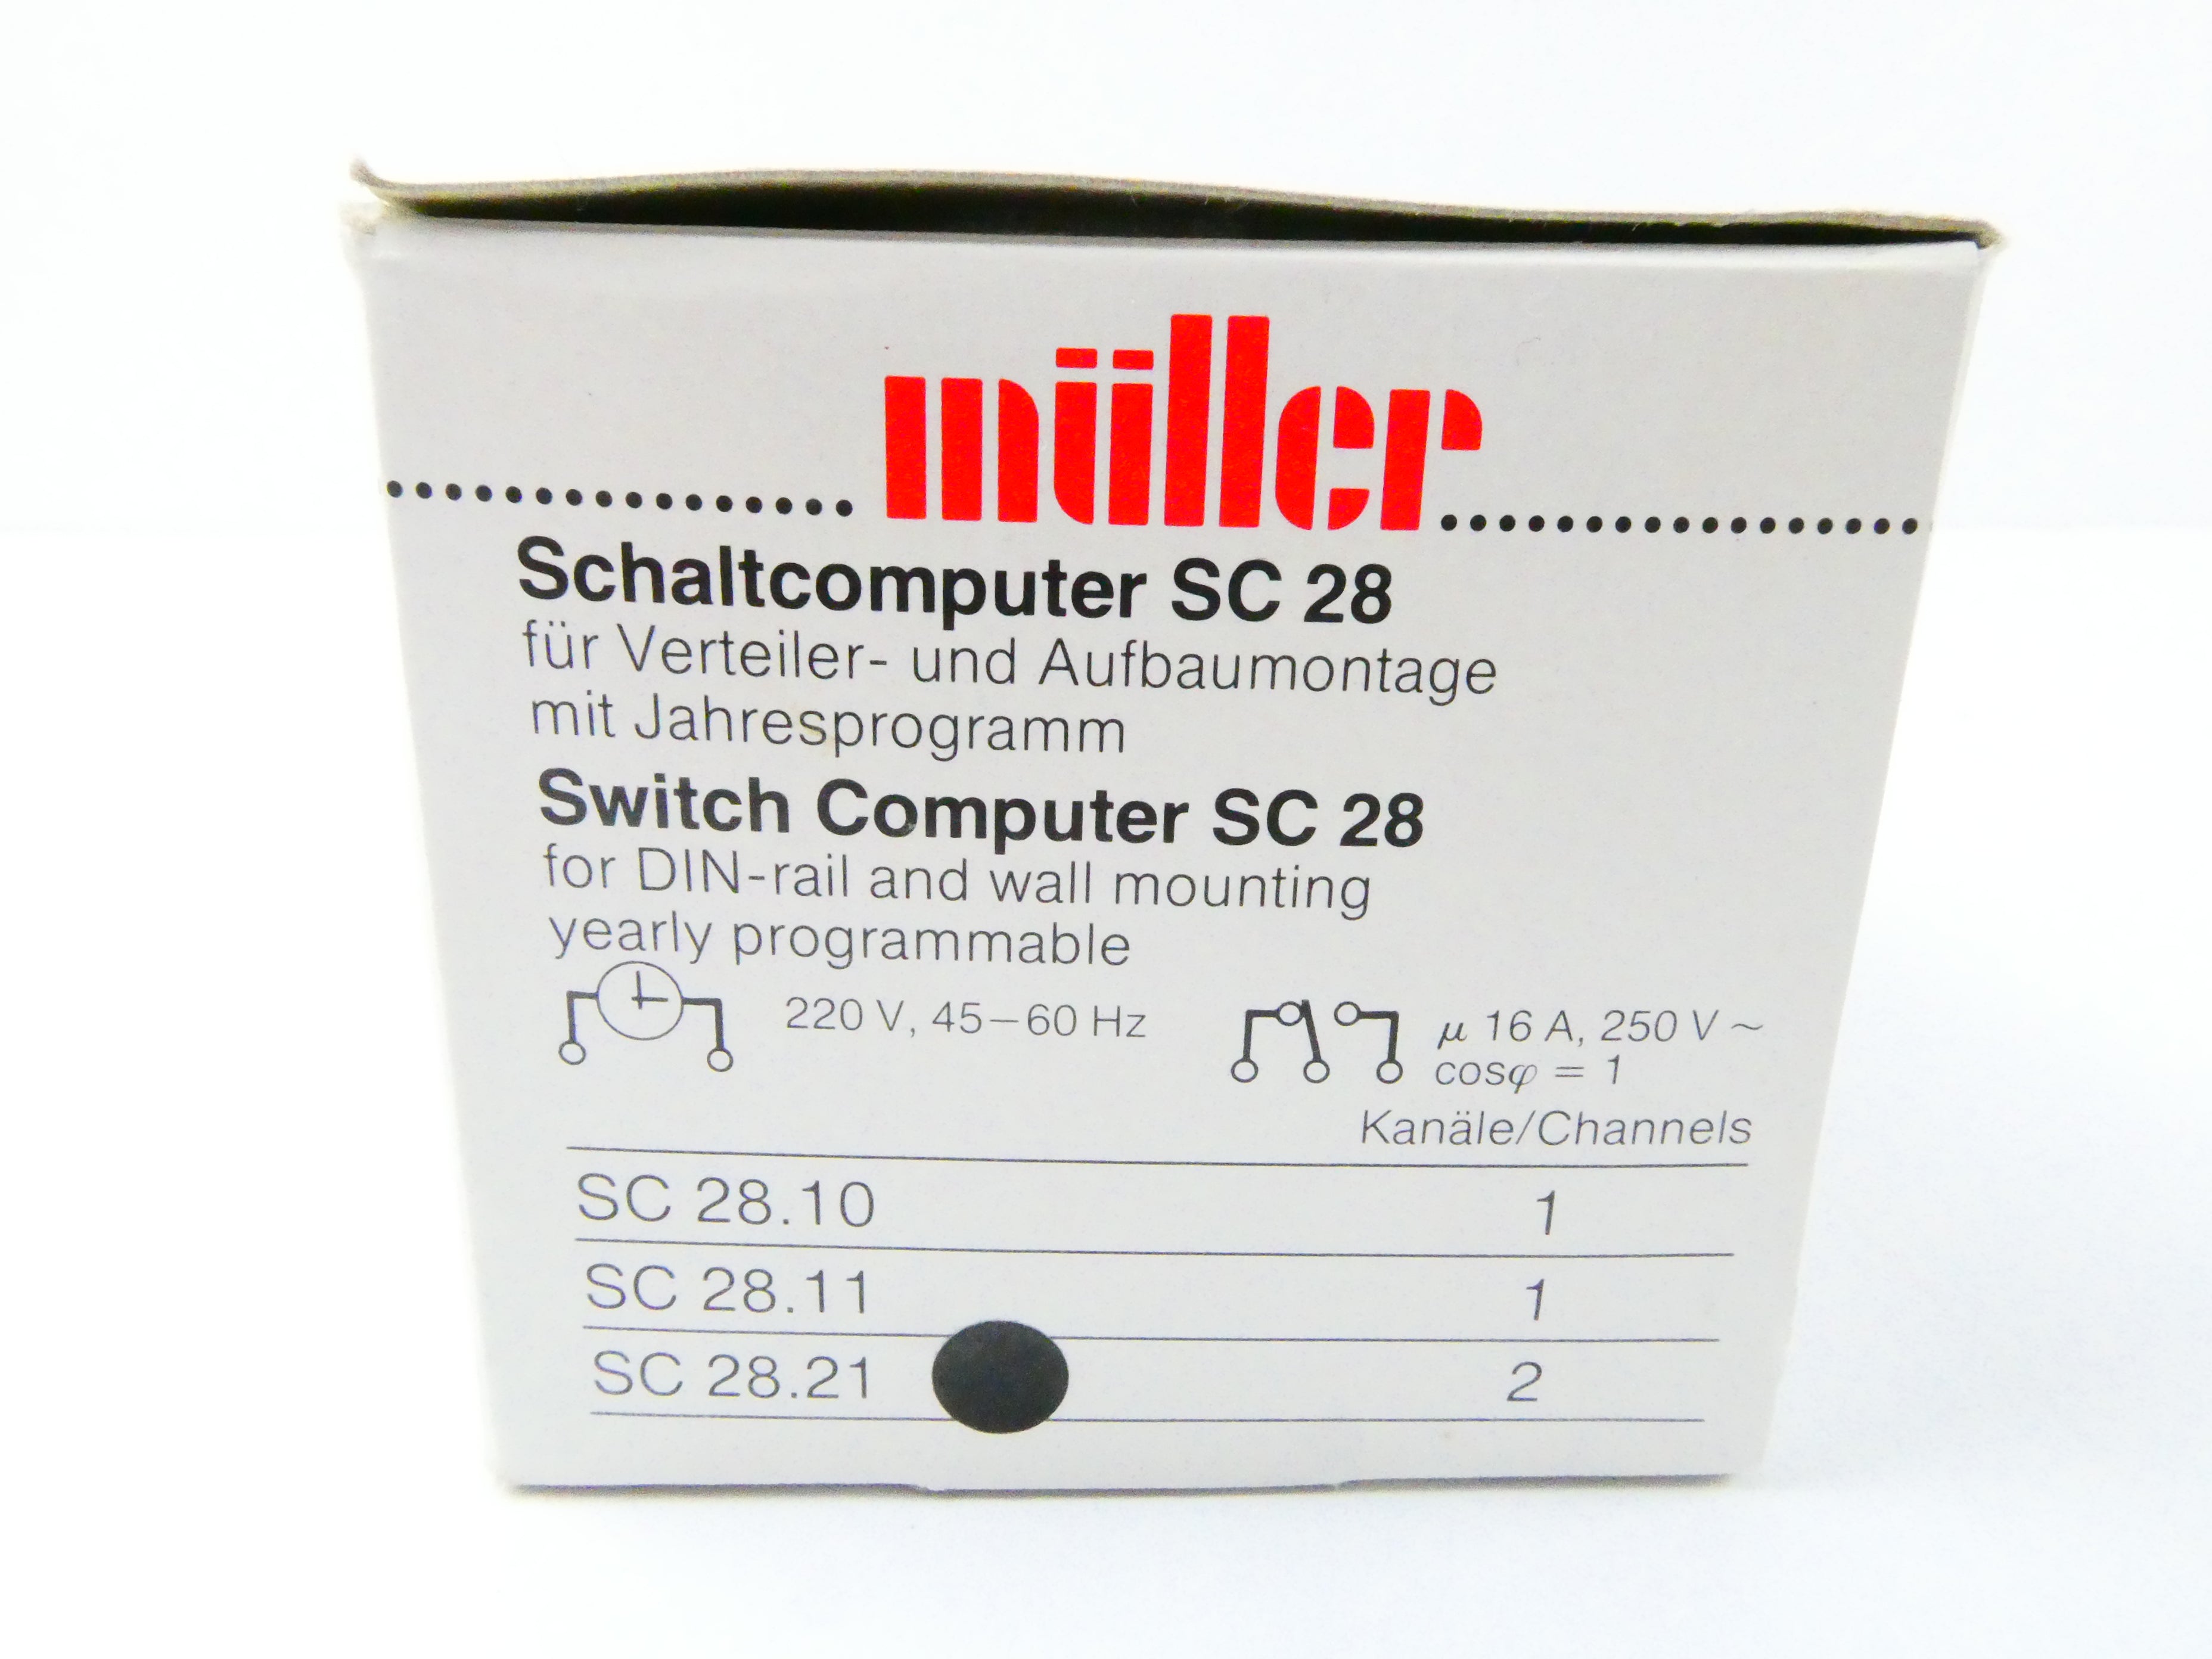 müller
Schaltcomputer SC 28
für Verteiler- und Aufbaumontage
mit Jahresprogramm
Switch Computer SC 28
for DIN-rail and wall mounting
yearly programmable
220 V, 45–60 Hz
μ 16 A, 250 V ~
cosφ = 1
Kanäle/Channels
SC 28.10 1
SC 28.11 1
SC 28.21 2